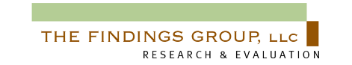 THE FINDINGS GROUP, LLC
RESEARCH & EVALUATION